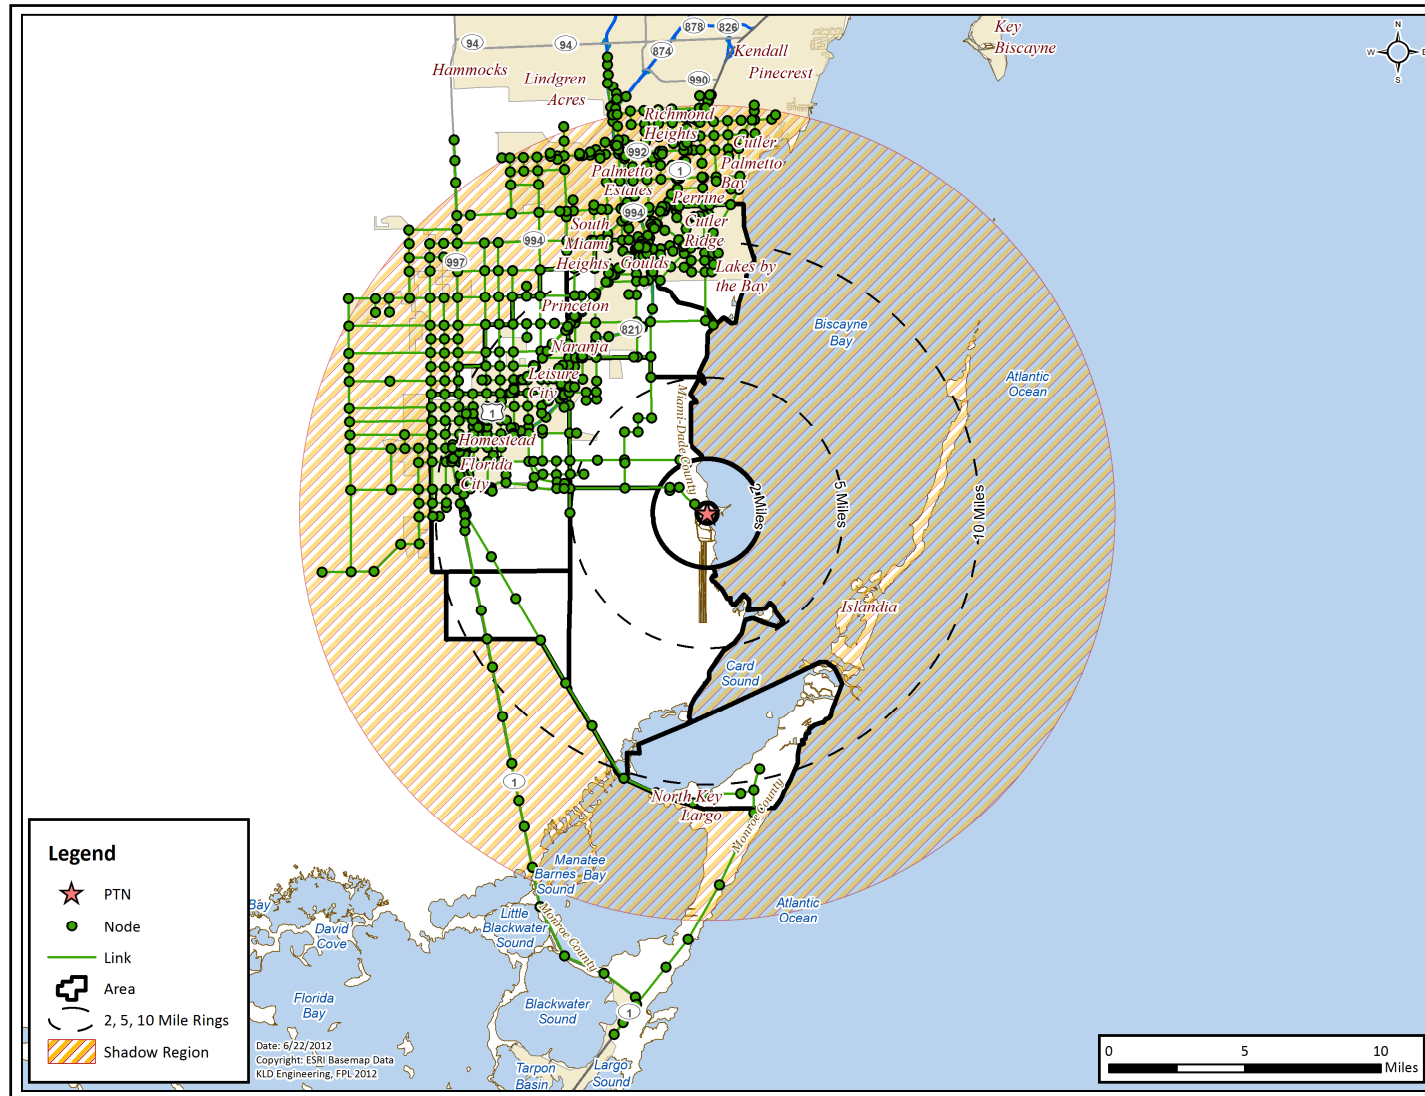 Key
Biscayne
N
W
S
878
826
94
94
874
Kendall
Hammocks
Pinecrest
Lindgren
Acres
990
Richmond
Heights
992
Cutler
Palmetto
Bay
1
Palmetto
Estates
Perrine
994
South
Miami
Heights
Cutler
Ridge
994
997
Goulds
Lakes by
the Bay
Princeton
821
Biscayne
Bay
Naranja
Leisure
City
Atlantic
Ocean
Miami-Dade County
1
Homestead
Florida
City
2 Miles
5 Miles
10 Miles
Islandia
Card
Sound
1
North Key
Largo
Monroe County
Manatee
Bay
Barnes
Sound
Atlantic
Ocean
Little
Blackwater
Sound
Monroe County
Bay
David
Cove
Florida
Bay
Blackwater
Sound
1
Tarpon
Basin
Largo
Sound
Legend
PTN
Node
Link
Area
2, 5, 10 Mile Rings
Shadow Region
Date: 6/22/2012
Copyright: ESRI Basemap Data
KLD Engineering, FPL 2012
0 5 10
Miles